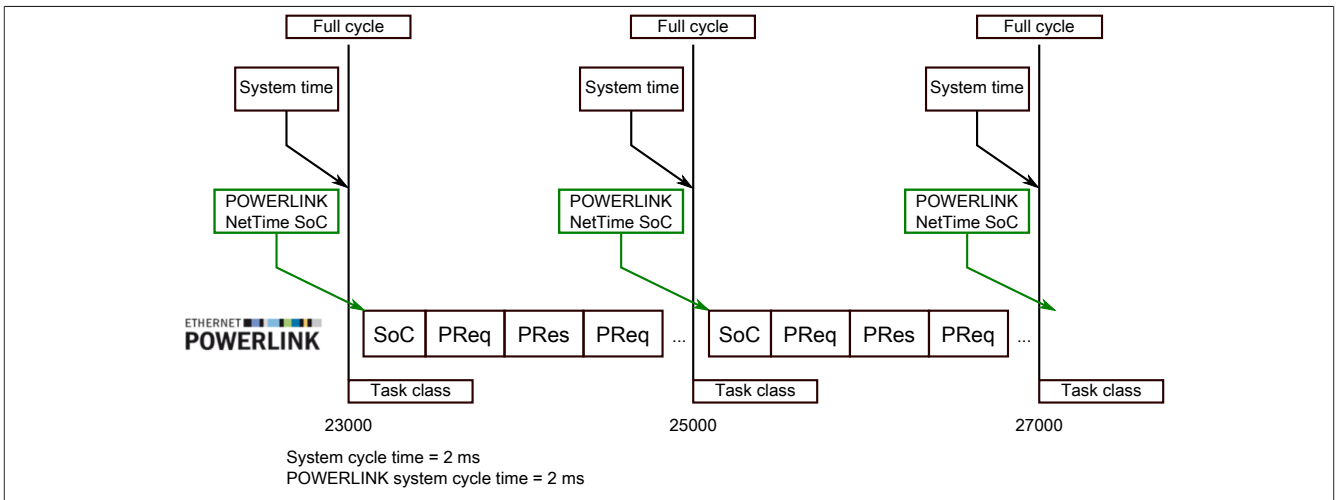 Full cycle
Full cycle
Full cycle
System time
System time
System time
POWERLINK
NetTime SoC
POWERLINK
NetTime SoC
POWERLINK
NetTime SoC
ETHERNET
POWERLINK
SoC PReq PRes PReq ... SoC PReq PRes PReq ...
Task class
Task class
Task class
23000
25000
27000
System cycle time = 2 ms
POWERLINK system cycle time = 2 ms